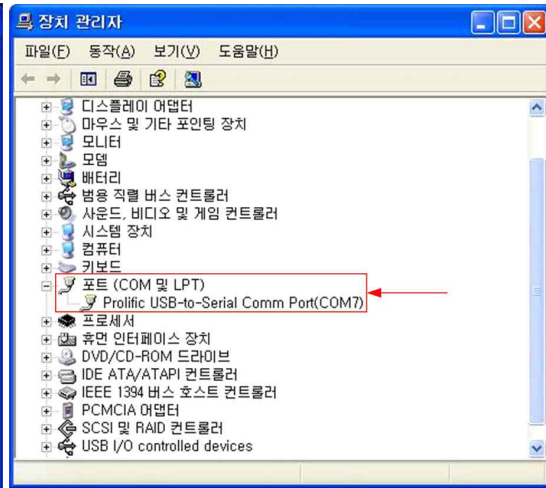 장치 관리자
파일(F) 동작(A) 보기(V) 도움말(H)
디스플레이 어댑터
마우스 및 기타 포인팅 장치
모니터
모뎀
배터리
범용 직렬 버스 컨트롤러
사운드, 비디오 및 게임 컨트롤러
시스템 장치
컴퓨터
키보드
포트 (COM 및 LPT)
Prolific USB-to-Serial Comm Port(COM7)
프로세서
휴먼 인터페이스 장치
DVD/CD-ROM 드라이브
IDE ATA/ATAPI 컨트롤러
IEEE 1394 버스 호스트 컨트롤러
PCMCIA 어댑터
SCSI 및 RAID 컨트롤러
USB I/O controlled devices